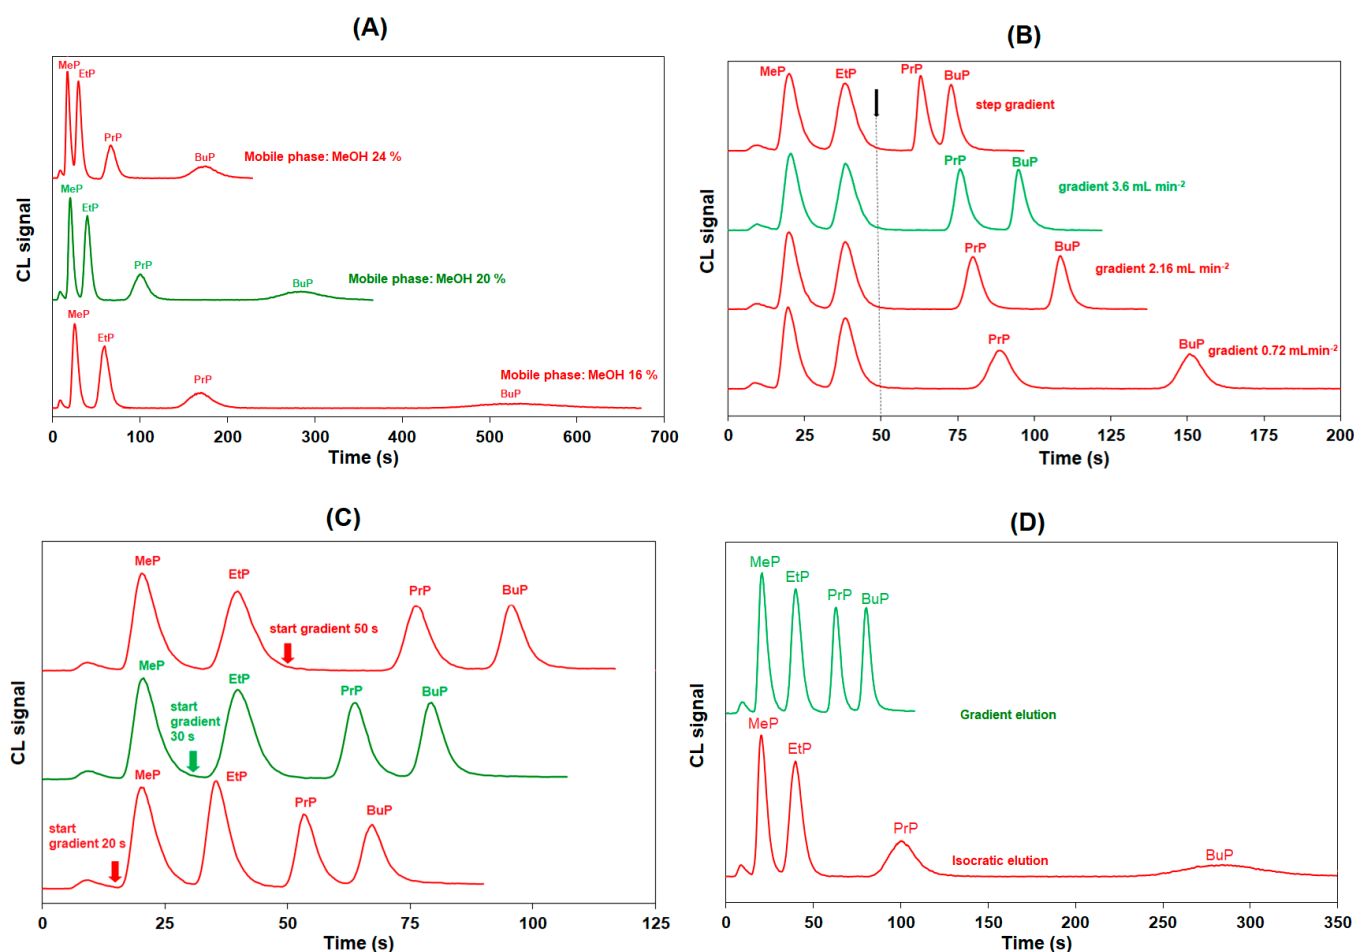 (A)
MeP
EtP
PrP
BuP
Mobile phase: MeOH 24 %
MeP
EtP
PrP
BuP
Mobile phase: MeOH 20 %
MeP
EtP
PrP
BuP
Mobile phase: MeOH 16 %
CL signal
0 100 200 300 400 500 600 700
Time (s)
(B)
MeP
EtP
PrP
BuP
step gradient
PrP
BuP
gradient 3.6 mL min-2
PrP
BuP
gradient 2.16 mL min-2
PrP
BuP
gradient 0.72 mLmin-2
CL signal
0 25 50 75 100 125 150 175 200
Time (s)
(C)
MeP
EtP
PrP
BuP
start gradient 50 s
MeP
EtP
PrP
BuP
start
gradient
30 s
MeP
EtP
PrP
BuP
start
gradient 20 s
CL signal
0 25 50 75 100 125
Time (s)
(D)
MeP
EtP
PrP
BuP
Gradient elution
MeP
EtP
PrP
BuP
Isocratic elution
CL signal
0 50 100 150 200 250 300 350
Time (s)